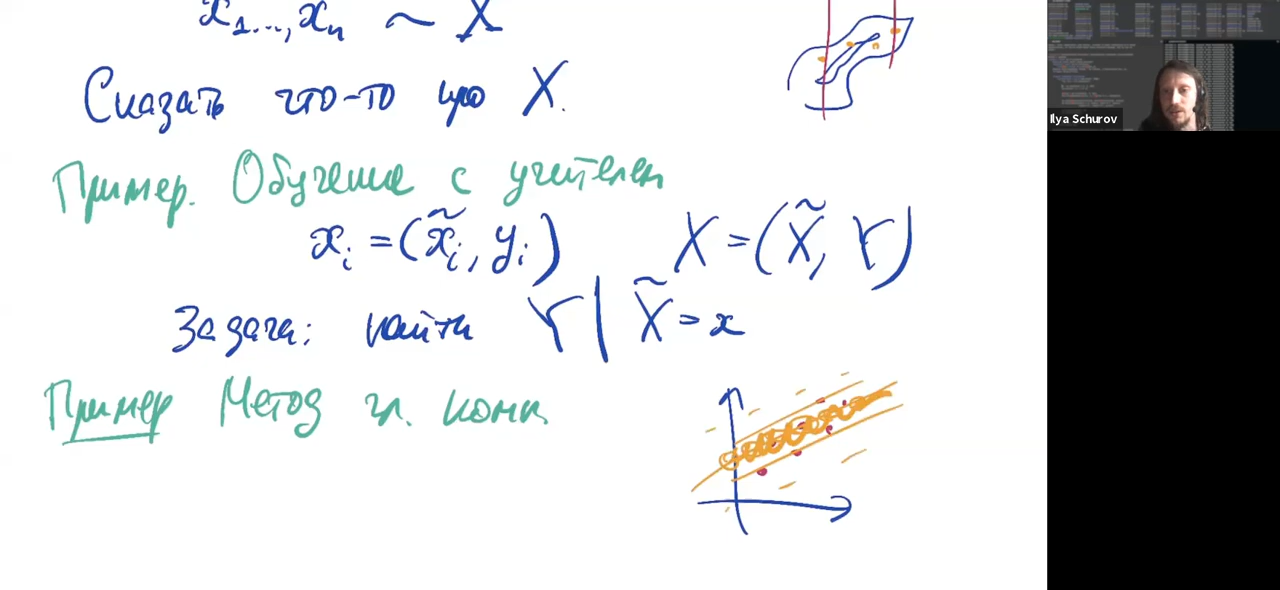 x₁...,xₙ ~ X
Сказать что-то про X.
Пример. Обучение с учителем
xᵢ = (x̃ᵢ, yᵢ) X = (X̃, Y)
Задача: найти Y | X̃ = x
Пример Метод гл. комп
Ilya Schurov